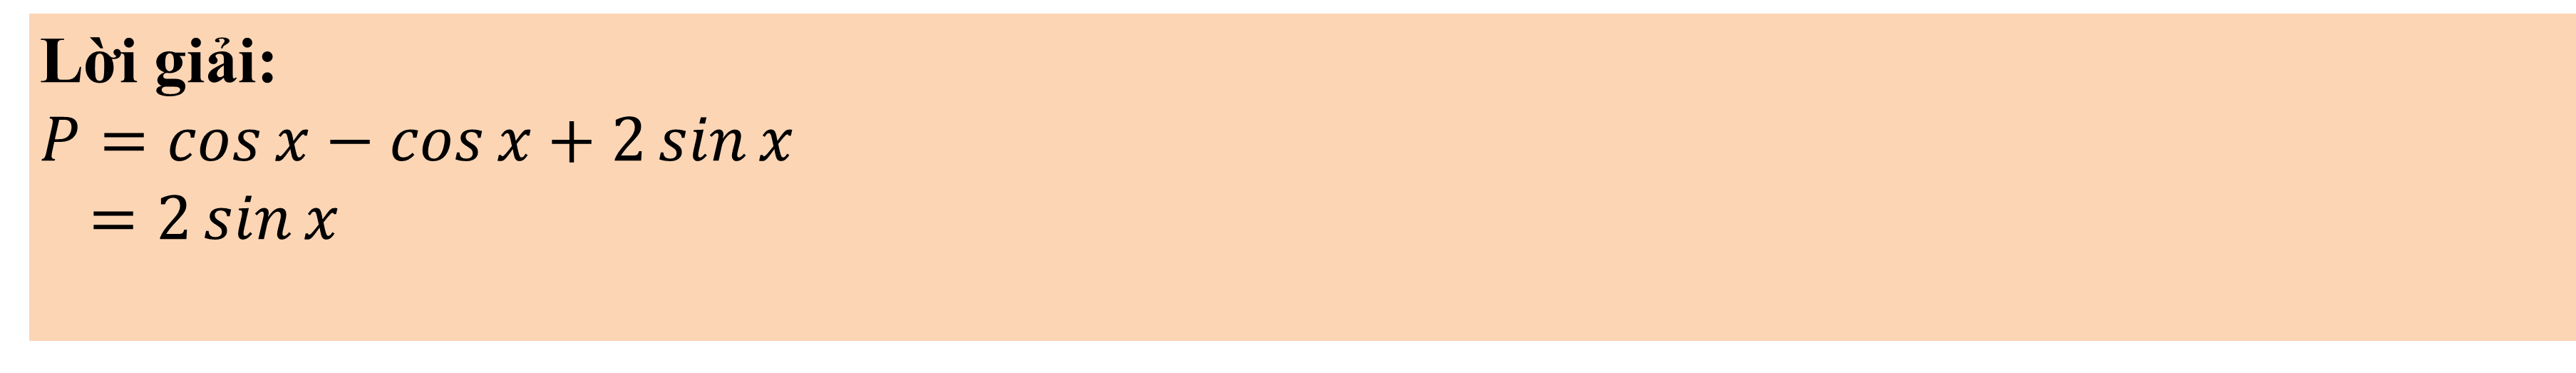 Lời giải:
P = cos x − cos x + 2 sin x
= 2 sin x